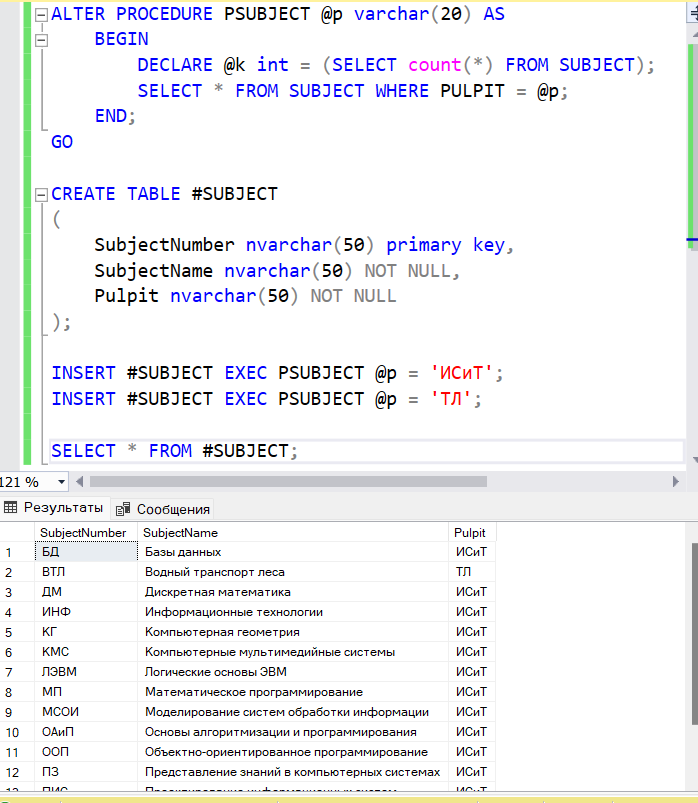 ALTER PROCEDURE PSUBJECT @p varchar(20) AS
BEGIN
DECLARE @k int = (SELECT count(*) FROM SUBJECT);
SELECT * FROM SUBJECT WHERE PULPIT = @p;
END;
GO
CREATE TABLE #SUBJECT
(
SubjectNumber nvarchar(50) primary key,
SubjectName nvarchar(50) NOT NULL,
Pulpit nvarchar(50) NOT NULL
);
INSERT #SUBJECT EXEC PSUBJECT @p = 'ИСиТ';
INSERT #SUBJECT EXEC PSUBJECT @p = 'ТЛ';
SELECT * FROM #SUBJECT;
121 %
Результаты Сообщения
SubjectNumber SubjectName Pulpit
1 БД Базы данных ИСиТ
2 ВТЛ Водный транспорт леса ТЛ
3 ДМ Дискретная математика ИСиТ
4 ИНФ Информационные технологии ИСиТ
5 КГ Компьютерная геометрия ИСиТ
6 КМС Компьютерные мультимедийные системы ИСиТ
7 ЛЭВМ Логические основы ЭВМ ИСиТ
8 МП Математическое программирование ИСиТ
9 МСОИ Моделирование систем обработки информации ИСиТ
10 ОАиП Основы алгоритмизации и программирования ИСиТ
11 ООП Объектно-ориентированное программирование ИСиТ
12 ПЗ Представление знаний в компьютерных системах ИСиТ